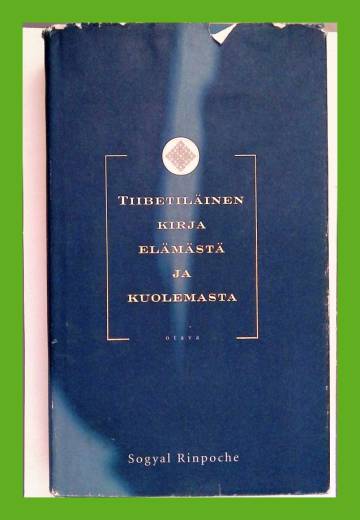 TIIBETILÄINEN
KIRJA
ELÄMÄSTÄ
JA
KUOLEMASTA
otava
Sogyal Rinpoche